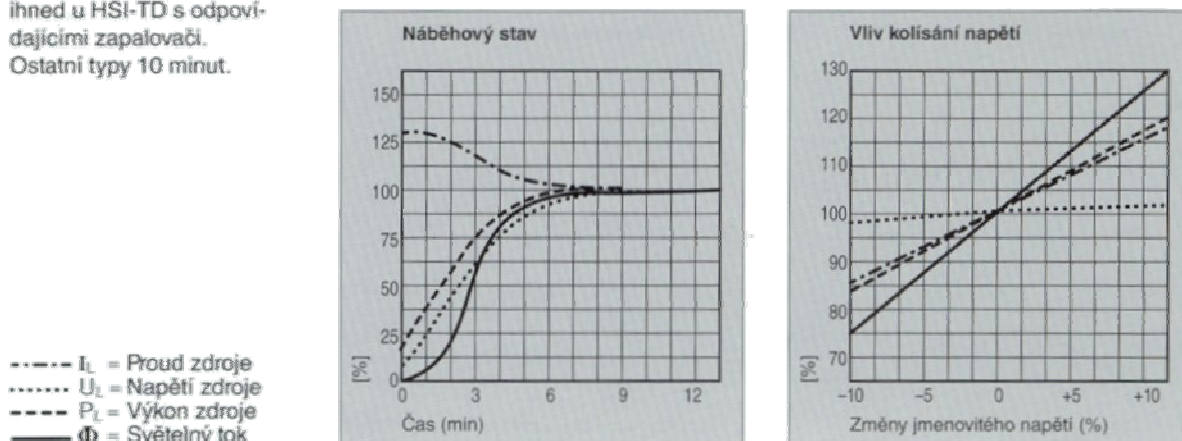 ihned u HSI-TD s odpoví-
dajícími zapalovači.
Ostatní typy 10 minut.
I_L = Proud zdroje
U_L = Napětí zdroje
P_L = Výkon zdroje
Φ = Světelný tok
Náběhový stav
150
125
100
75
50
25
0
[%]
0 3 6 9 12
Čas (min)
Vliv kolísání napětí
130
120
110
100
90
80
70
[%]
−10 −5 0 +5 +10
Změny jmenovitého napětí (%)